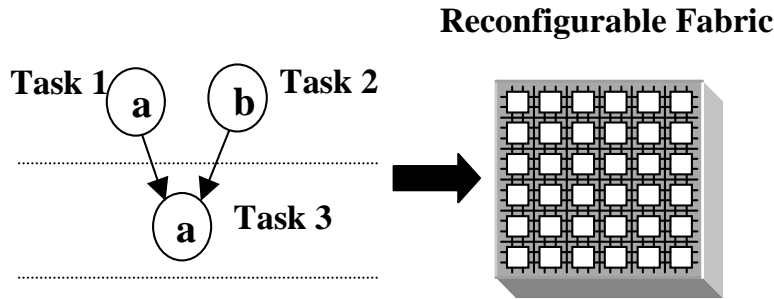 Reconfigurable Fabric
Task 1
a
b
Task 2
a
Task 3